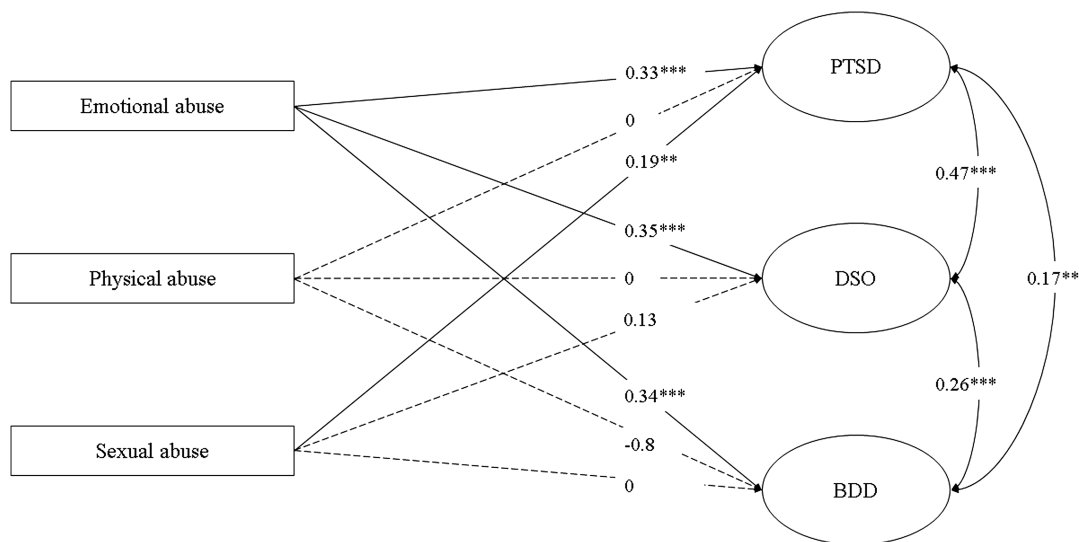 PTSD
0.33***
Emotional abuse
0
0.19**
0.47***
0.35***
Physical abuse
0
DSO
0.17**
0.13
0.26***
0.34***
-0.8
Sexual abuse
0
BDD